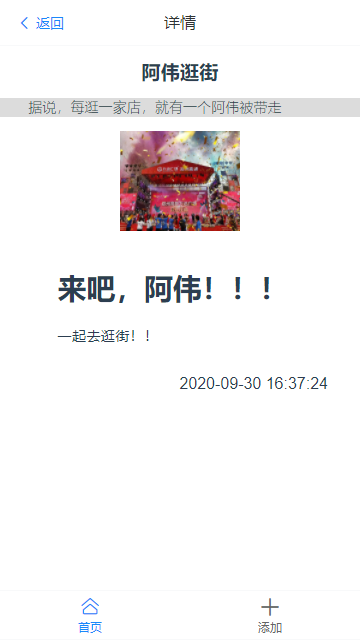 返回
详情
阿伟逛街
据说，每逛一家店，就有一个阿伟被带走
来吧，阿伟！！！
一起去逛街！！
2020-09-30 16:37:24
首页
添加